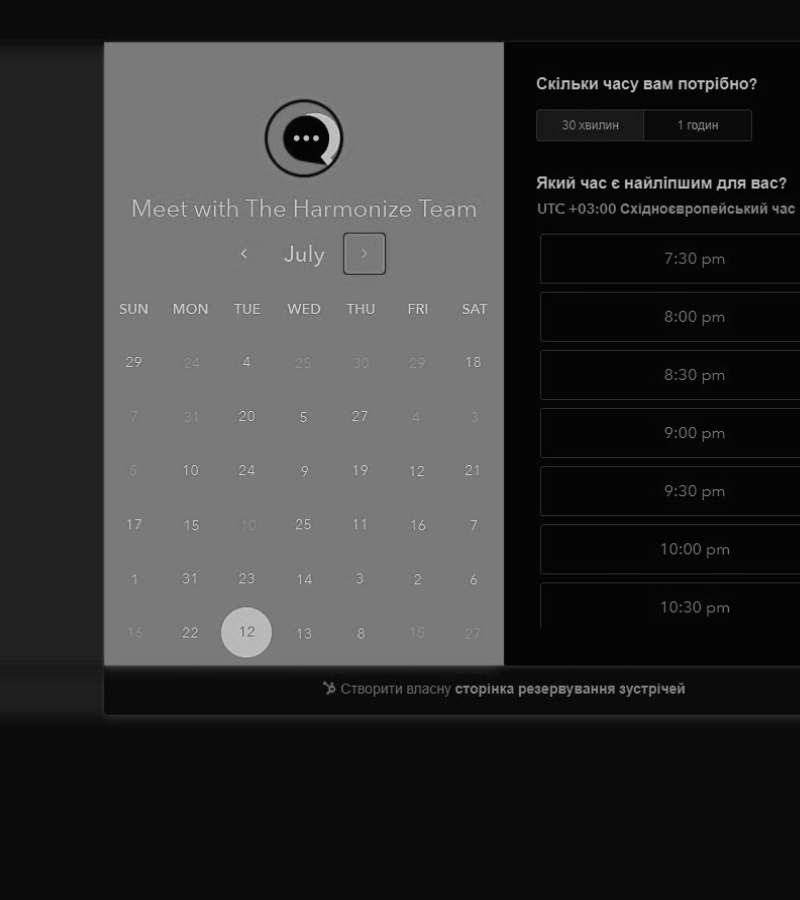 Meet with The Harmonize Team
July
SUN MON TUE WED THU FRI SAT
29 24 4 25 30 29 18
7 31 20 5 27 4 3
5 10 24 9 19 12 21
17 15 10 25 11 16 7
1 31 23 14 3 2 6
16 22 12 13 8 15 27
Скільки часу вам потрібно?
30 хвилин 1 годин
Який час є найліпшим для вас?
UTC +03:00 Східноєвропейський час
7:30 pm
8:00 pm
8:30 pm
9:00 pm
9:30 pm
10:00 pm
10:30 pm
Створити власну сторінка резервування зустрічей